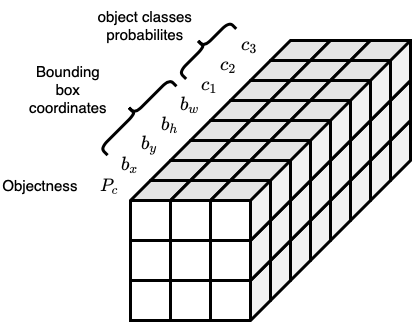 object classes
probabilites
Bounding
box
coordinates
Objectness
P_c
b_x
b_y
b_h
b_w
c_1
c_2
c_3